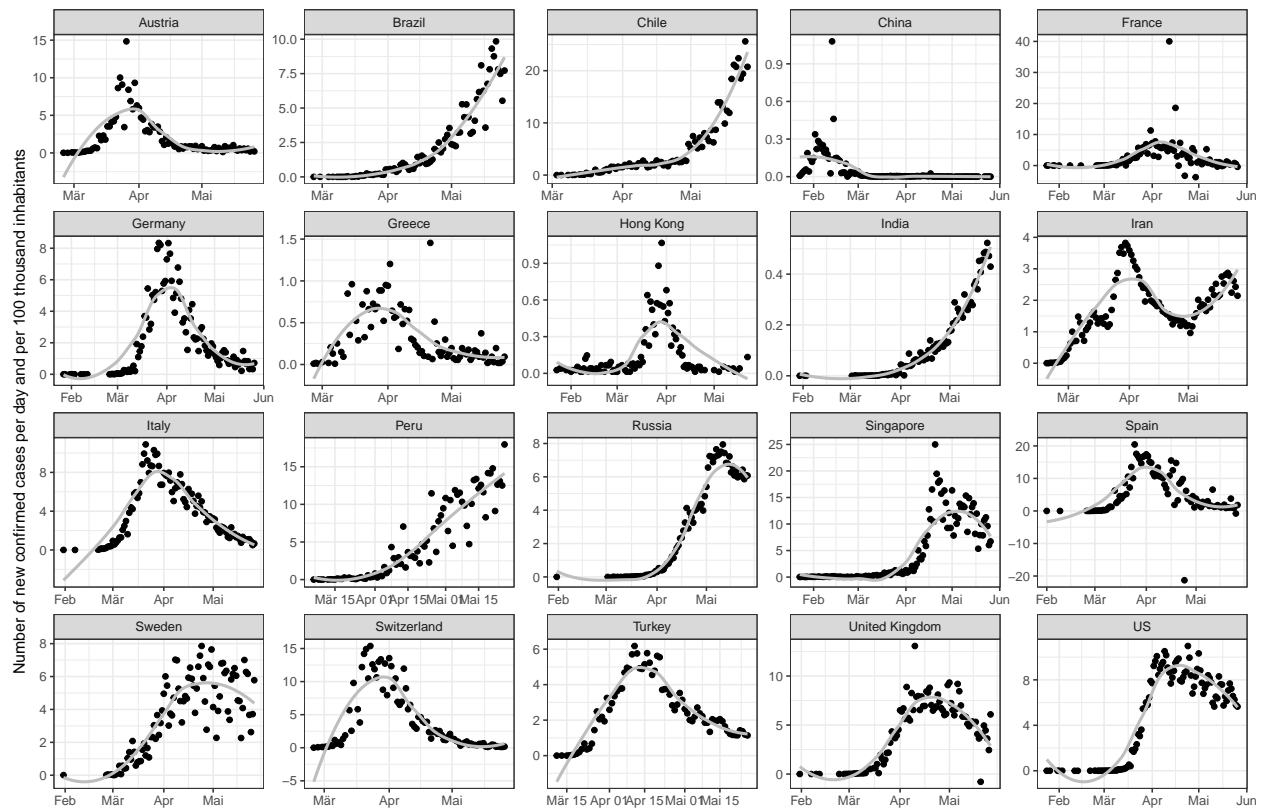 Number of new confirmed cases per day and per 100 thousand inhabitants
Austria Brazil Chile China France
15 10.0 40
10 7.5 20 0.9 30
5 5.0 10 0.6 20
0 2.5 0 0.3 10
0.0 0.0 0
Mär Apr Mai Mär Apr Mai Mär Apr Mai Feb Mär Apr Mai Jun Feb Mär Apr Mai Jun
Germany Greece Hong Kong India Iran
8 1.5 4
6 1.0 0.9 0.4 3
4 0.5 0.6 0.2 2
2 0.0 0.3 0.0 1
0 0.0 0
Feb Mär Apr Mai Jun Mär Apr Mai Feb Mär Apr Mai Feb Mär Apr Mai Mär Apr Mai
Italy Peru Russia Singapore Spain
8 15 8 25 20
4 10 6 20 10
0 5 4 15 0
0 2 10 −10
0 5 −20
0
Feb Mär Apr Mai Mär 15 Apr 01 Apr 15 Mai 01 Mai 15 Feb Mär Apr Mai Feb Mär Apr Mai Jun Feb Mär Apr Mai
Sweden Switzerland Turkey United Kingdom US
8 15 6 10 8
6 10 4 5 4
4 5 2 0 0
2 0 0
0 −5
Feb Mär Apr Mai Mär Apr Mai Mär 15 Apr 01 Apr 15 Mai 01 Mai 15 Feb Mär Apr Mai Feb Mär Apr Mai Jun